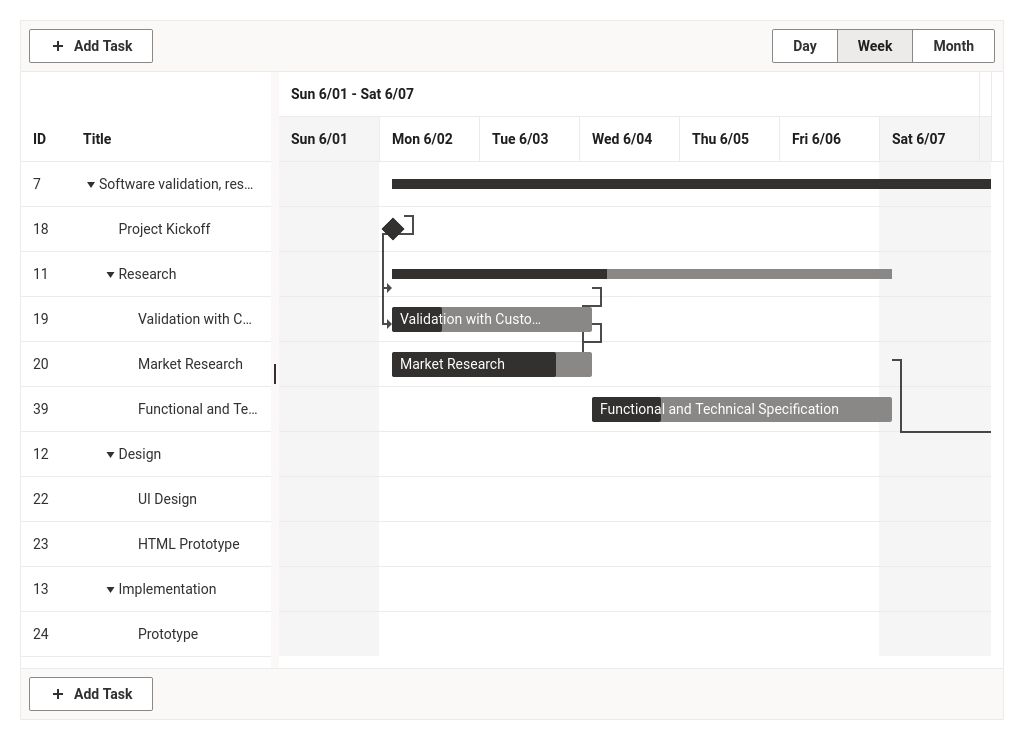 + Add Task
Day Week Month
Sun 6/01 - Sat 6/07
ID Title Sun 6/01 Mon 6/02 Tue 6/03 Wed 6/04 Thu 6/05 Fri 6/06 Sat 6/07
7 Software validation, res…
18 Project Kickoff
11 Research
19 Validation with C… Validation with Custo…
20 Market Research Market Research
39 Functional and Te… Functional and Technical Specification
12 Design
22 UI Design
23 HTML Prototype
13 Implementation
24 Prototype
+ Add Task